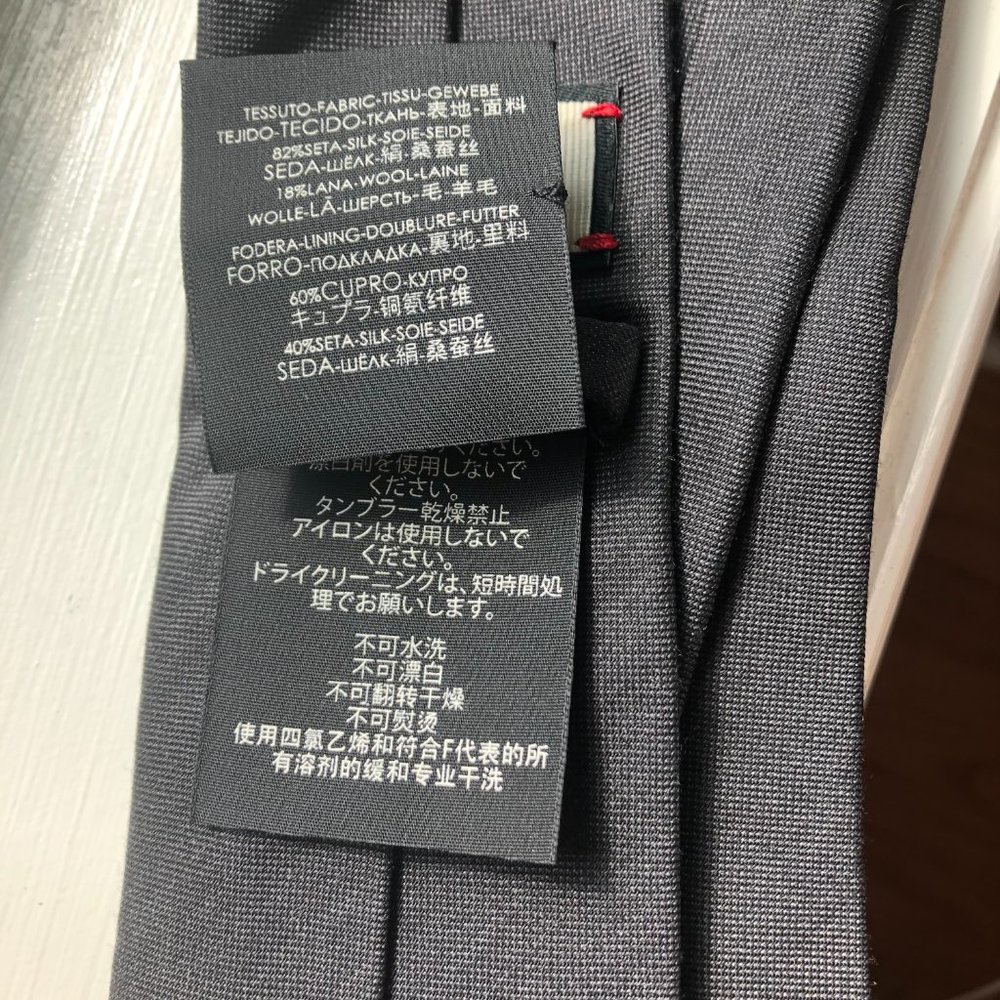 TESSUTO-FABRIC-TISSU-GEWEBE
TEJIDO-TECIDO-ТКАНЬ-表地-面料
82%SETA-SILK-SOIE-SEIDE
SEDA-ШЁЛК-絹-桑蚕丝
18%LANA-WOOL-LAINE
WOLLE-LÃ-ШЕРСТЬ-毛-羊毛
FODERA-LINING-DOUBLURE-FUTTER
FORRO-ПОДКЛАДКА-裏地-里料
60%CUPRO-КУПРО
キュプラ-铜氨纤维
40%SETA-SILK-SOIE-SEIDE
SEDA-ШЁЛК-絹-桑蚕丝
ください。
漂白剤を使用しないで
ください。
タンブラー乾燥禁止
アイロンは使用しないで
ください。
ドライクリーニングは、短時間処
理でお願いします。
不可水洗
不可漂白
不可翻转干燥
不可熨烫
使用四氯乙烯和符合F代表的所
有溶剂的缓和专业干洗